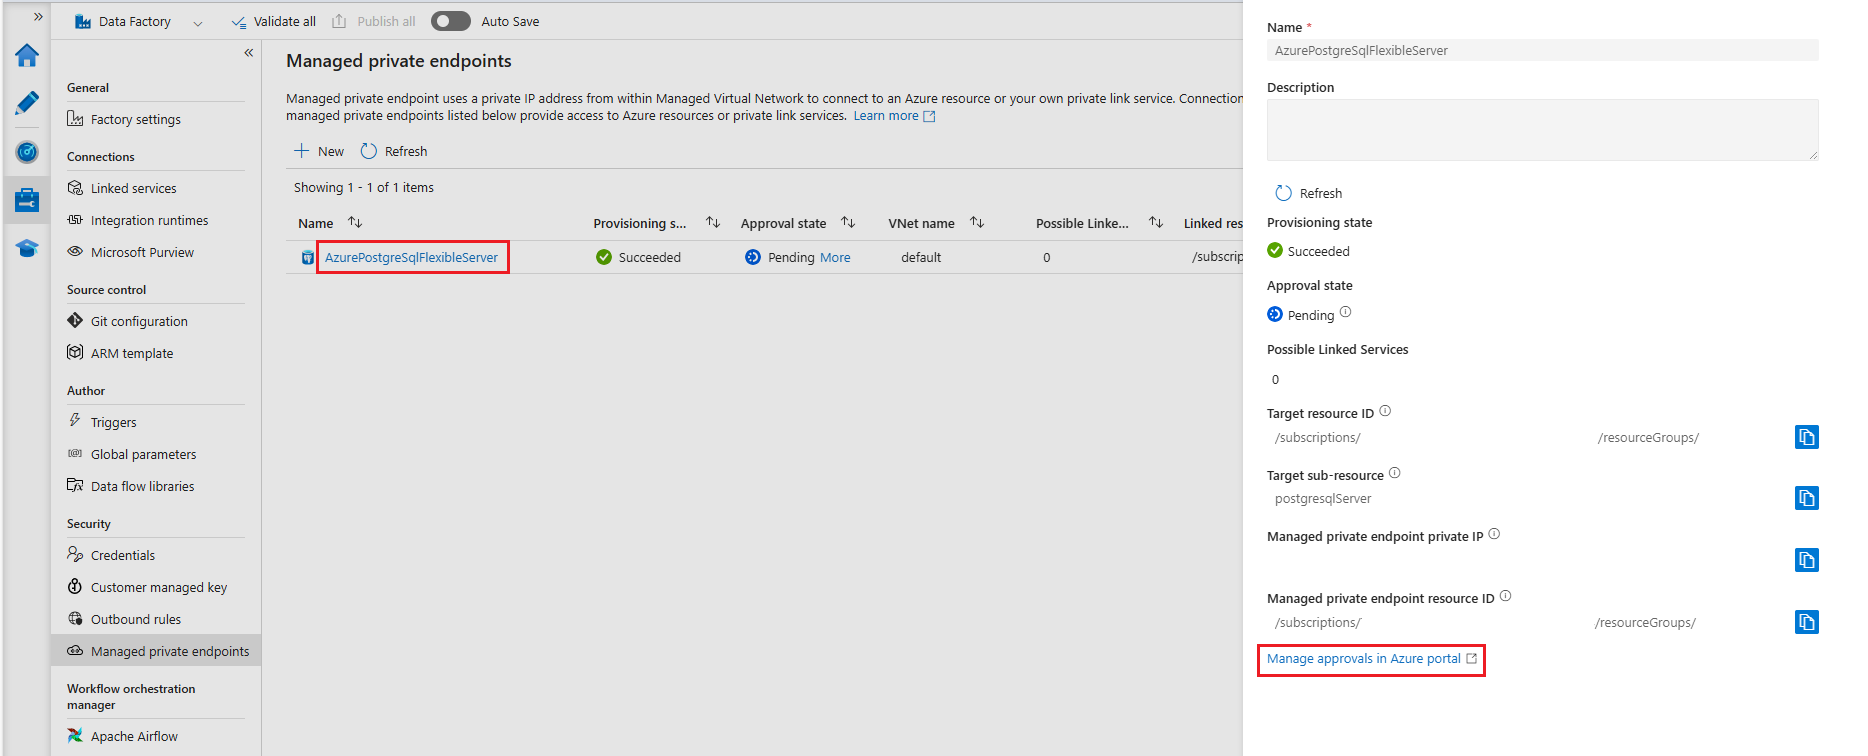 Data Factory
Validate all
Publish all
Auto Save
General
Factory settings
Connections
Linked services
Integration runtimes
Microsoft Purview
Source control
Git configuration
ARM template
Author
Triggers
Global parameters
Data flow libraries
Security
Credentials
Customer managed key
Outbound rules
Managed private endpoints
Workflow orchestration
manager
Apache Airflow
Managed private endpoints
Managed private endpoint uses a private IP address from within Managed Virtual Network to connect to an Azure resource or your own private link service. Connection
managed private endpoints listed below provide access to Azure resources or private link services. Learn more
New Refresh
Showing 1 - 1 of 1 items
Name Provisioning s... Approval state VNet name Possible Linke... Linked res
AzurePostgreSqlFlexibleServer Succeeded Pending More default 0 /subscrip
Name *
AzurePostgreSqlFlexibleServer
Description
Refresh
Provisioning state
Succeeded
Approval state
Pending
Possible Linked Services
0
Target resource ID
/subscriptions/ /resourceGroups/
Target sub-resource
postgresqlServer
Managed private endpoint private IP
Managed private endpoint resource ID
/subscriptions/ /resourceGroups/
Manage approvals in Azure portal